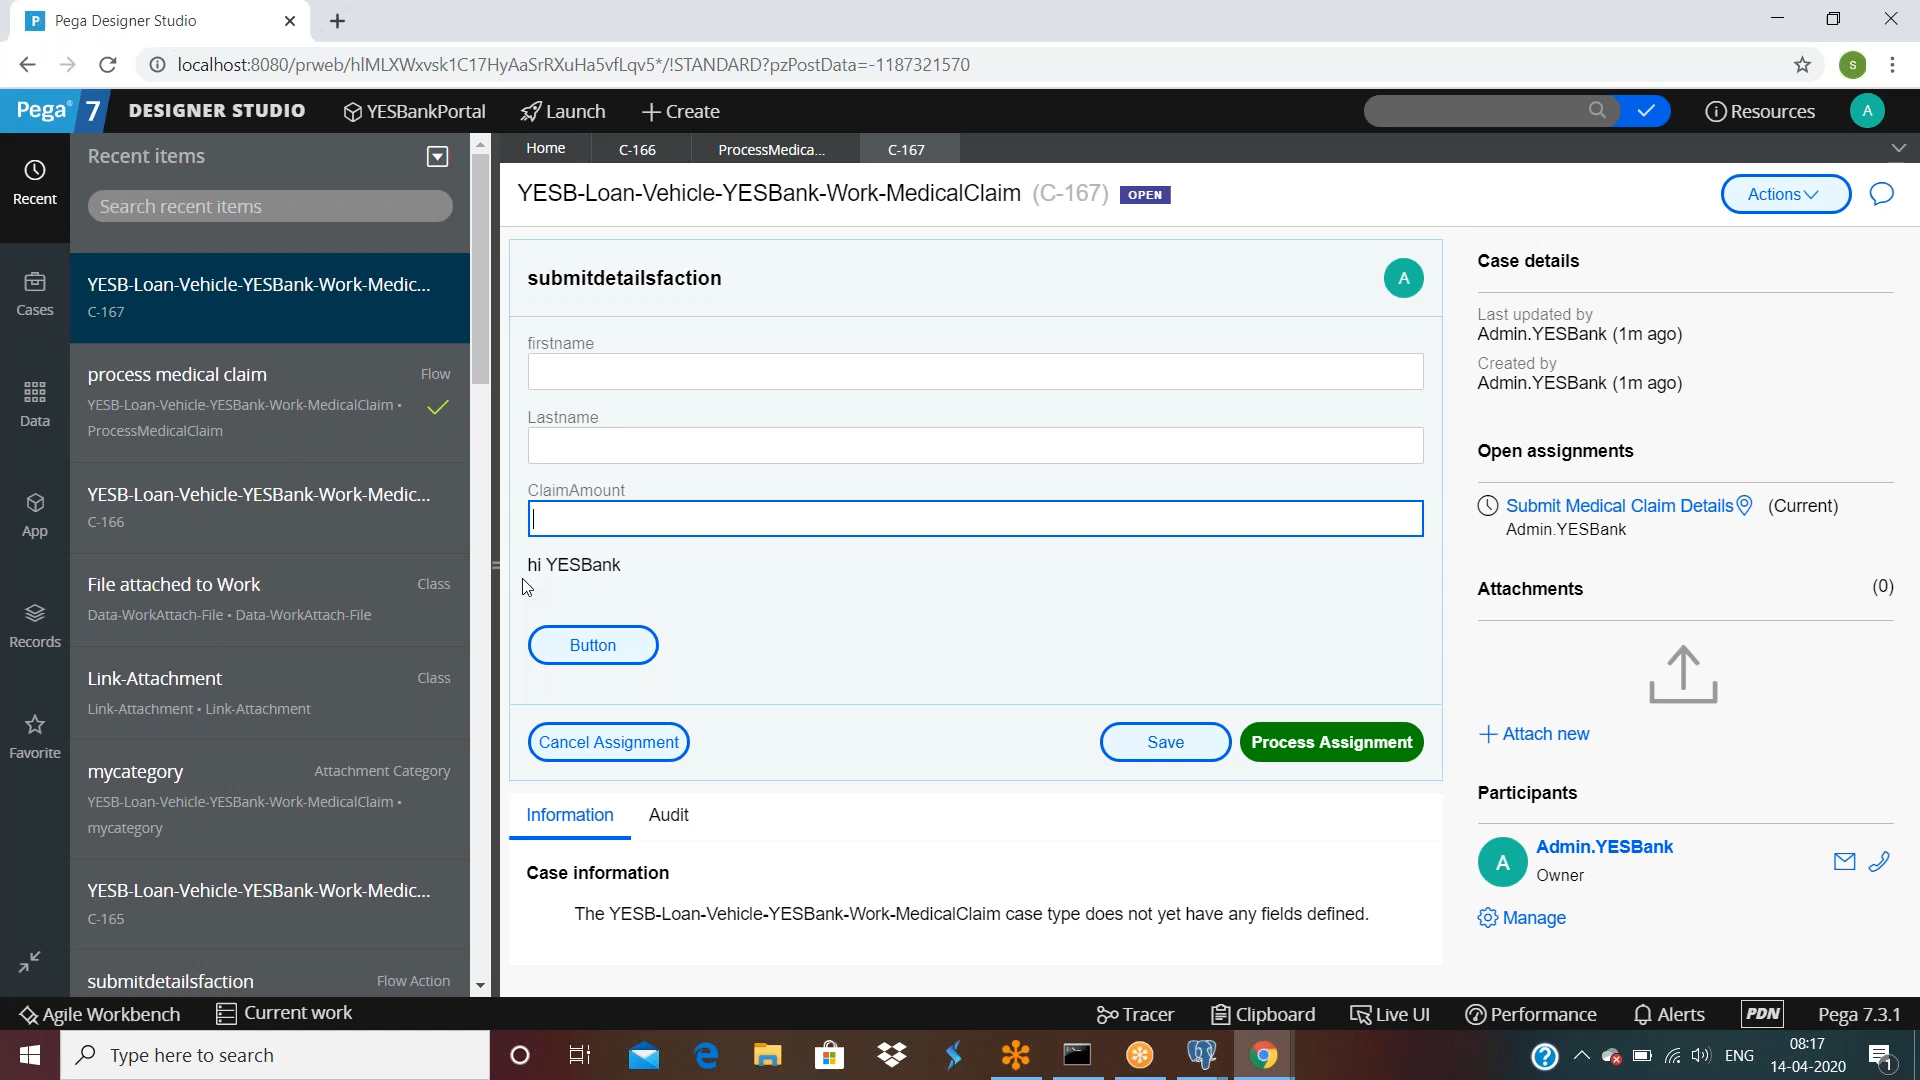 Pega Designer Studio
localhost:8080/prweb/hlMLXWxvsk1C17HyAaSrRXuHa5vfLqv5*/!STANDARD?pzPostData=-1187321570
S
Pega 7 DESIGNER STUDIO YESBankPortal Launch Create Resources A
Recent
Cases
Data
App
Records
Favorite
Recent items
Search recent items
YESB-Loan-Vehicle-YESBank-Work-Medic...
C-167
process medical claim Flow
YESB-Loan-Vehicle-YESBank-Work-MedicalClaim •
ProcessMedicalClaim
YESB-Loan-Vehicle-YESBank-Work-Medic...
C-166
File attached to Work Class
Data-WorkAttach-File • Data-WorkAttach-File
Link-Attachment Class
Link-Attachment • Link-Attachment
mycategory Attachment Category
YESB-Loan-Vehicle-YESBank-Work-MedicalClaim •
mycategory
YESB-Loan-Vehicle-YESBank-Work-Medic...
C-165
submitdetailsfaction Flow Action
Home C-166 ProcessMedica... C-167
YESB-Loan-Vehicle-YESBank-Work-MedicalClaim (C-167) OPEN
Actions
submitdetailsfaction A
firstname
Lastname
ClaimAmount
hi YESBank
Button
Cancel Assignment Save Process Assignment
Information Audit
Case information
The YESB-Loan-Vehicle-YESBank-Work-MedicalClaim case type does not yet have any fields defined.
Case details
Last updated by
Admin.YESBank (1m ago)
Created by
Admin.YESBank (1m ago)
Open assignments
Submit Medical Claim Details (Current)
Admin.YESBank
Attachments (0)
Attach new
Participants
A Admin.YESBank
Owner
Manage
Agile Workbench Current work Tracer Clipboard Live UI Performance Alerts PDN Pega 7.3.1
Type here to search
ENG
08:17
14-04-2020
1